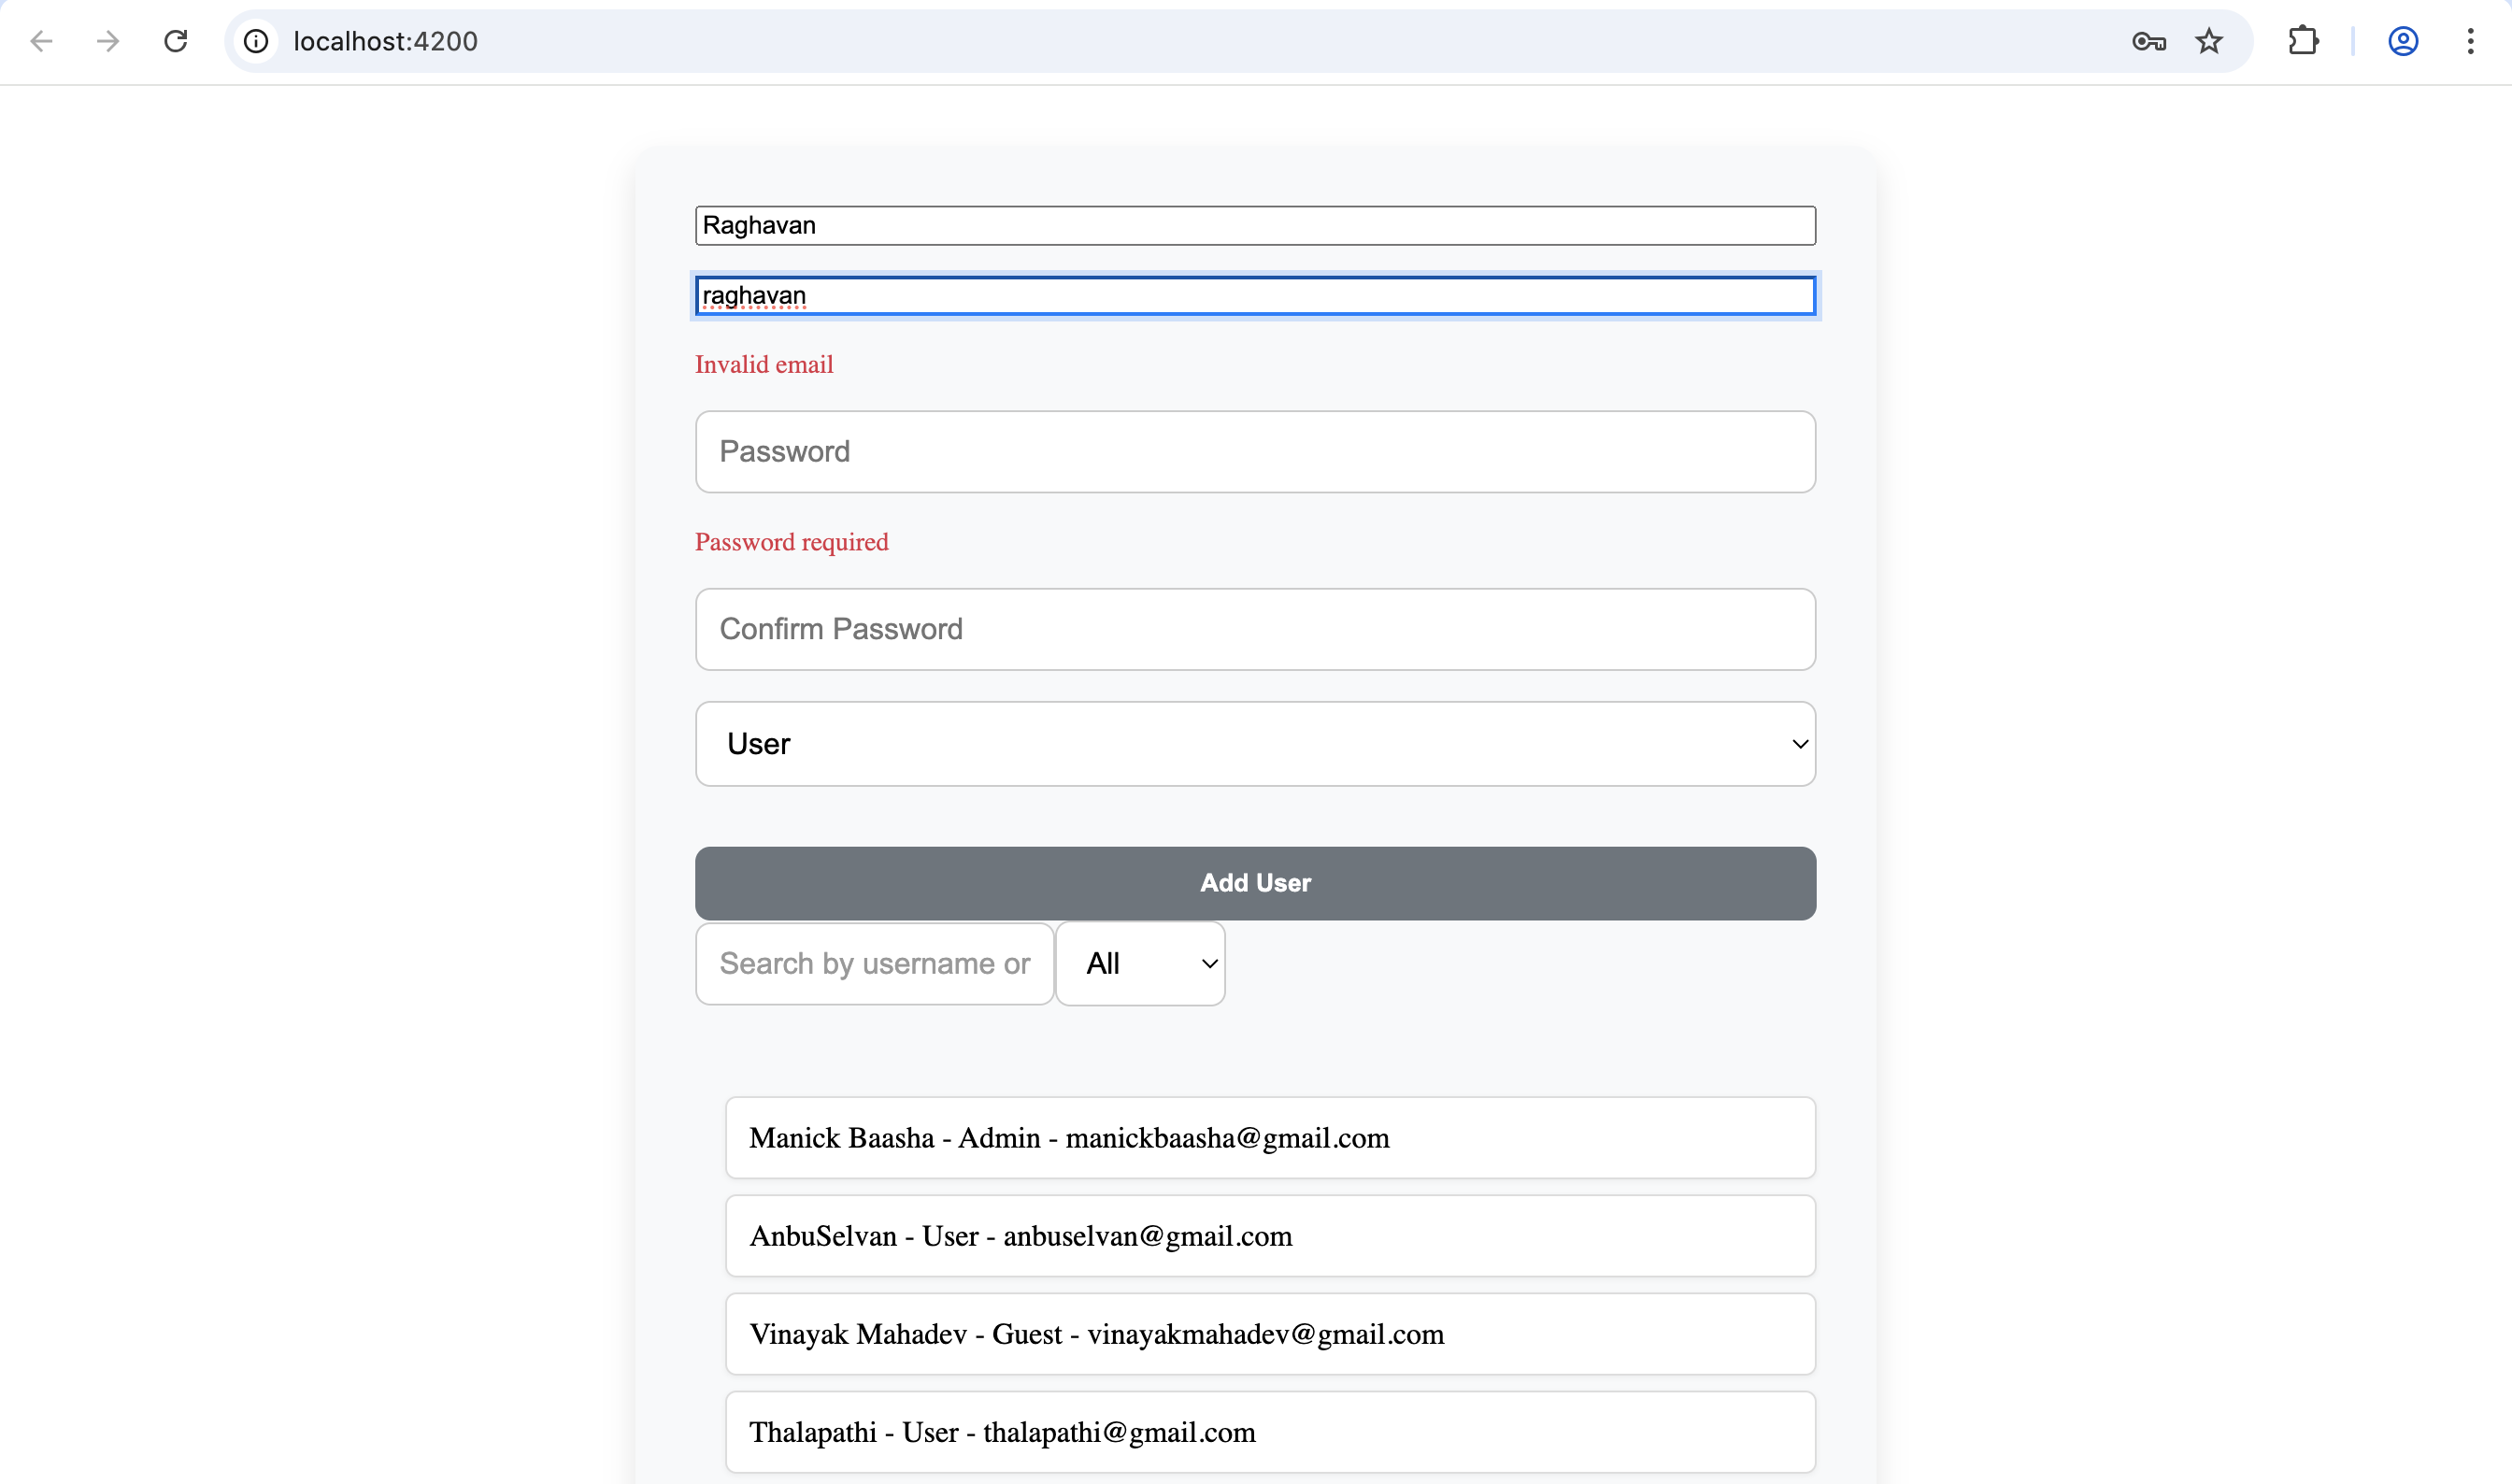 localhost:4200
Raghavan
raghavan
Invalid email
Password
Password required
Confirm Password
User
Add User
Search by username or
All
Manick Baasha - Admin - manickbaasha@gmail.com
AnbuSelvan - User - anbuselvan@gmail.com
Vinayak Mahadev - Guest - vinayakmahadev@gmail.com
Thalapathi - User - thalapathi@gmail.com